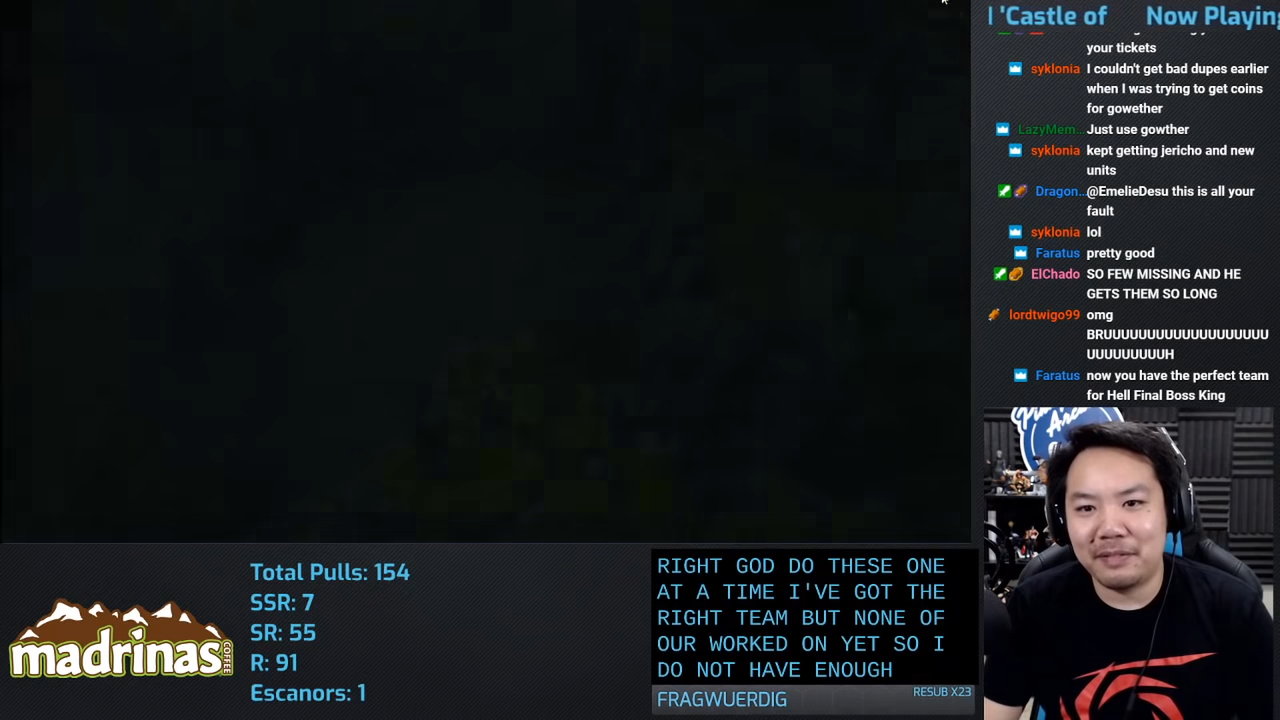 I 'Castle of Now Playing
your tickets
syklonia I couldn't get bad dupes earlier
when I was trying to get coins
for gowether
LazyMem... Just use gowther
syklonia kept getting jericho and new
units
Dragon... @EmelieDesu this is all your
fault
syklonia lol
Faratus pretty good
ElChado SO FEW MISSING AND HE
GETS THEM SO LONG
lordtwigo99 omg
BRUUUUUUUUUUUUUUUUUU
UUUUUUUUUH
Faratus now you have the perfect team
for Hell Final Boss King
madrinas
COFFEE
Total Pulls: 154
SSR: 7
SR: 55
R: 91
Escanors: 1
RIGHT GOD DO THESE ONE
AT A TIME I'VE GOT THE
RIGHT TEAM BUT NONE OF
OUR WORKED ON YET SO I
DO NOT HAVE ENOUGH
FRAGWUERDIG RESUB X23